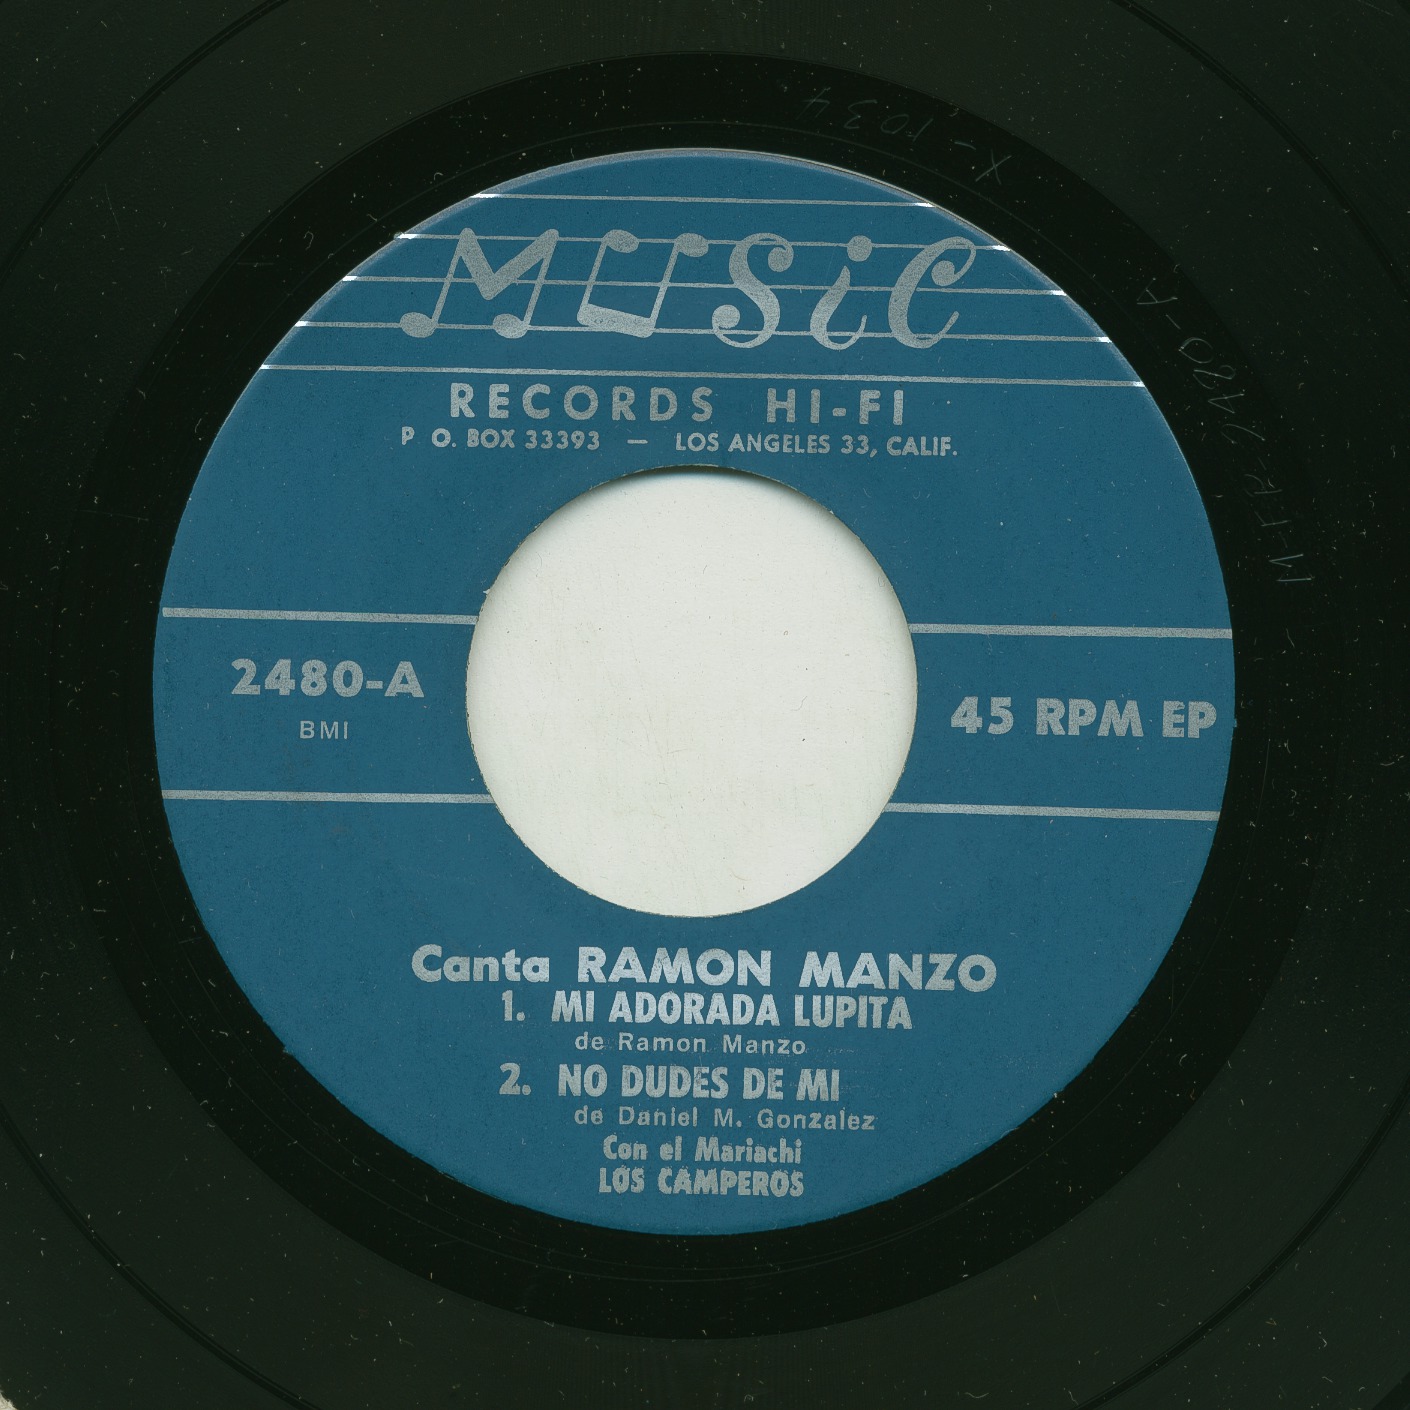 MUSiC
RECORDS HI-FI
P O. BOX 33393 — LOS ANGELES 33, CALIF.
2480-A
BMI
45 RPM EP
Canta RAMON MANZO
1. MI ADORADA LUPITA
de Ramon Manzo
2. NO DUDES DE MI
de Daniel M. Gonzalez
Con el Mariachi
LOS CAMPEROS
X-1034